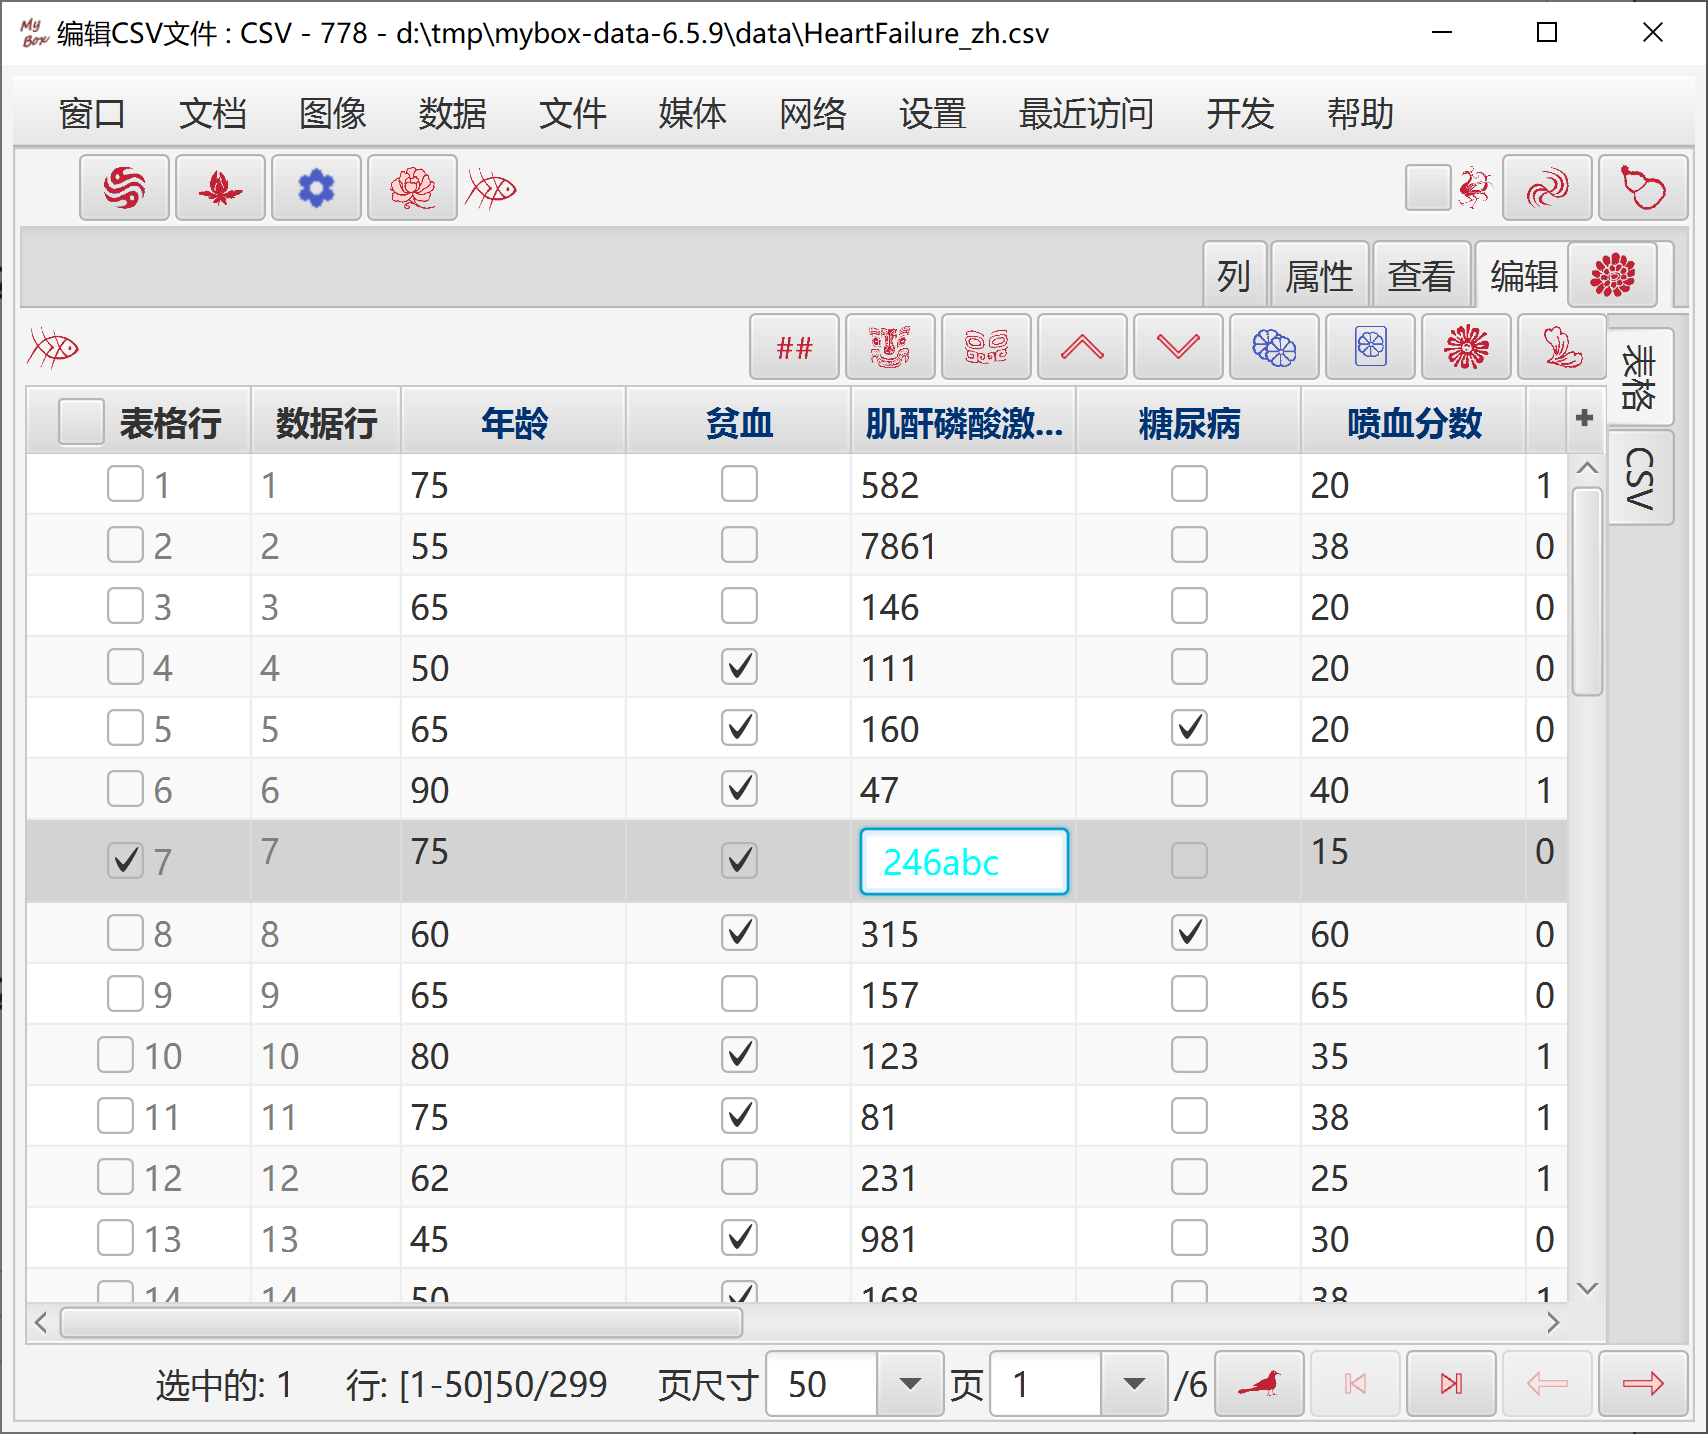 My Box 编辑CSV文件 : CSV - 778 - d:\tmp\mybox-data-6.5.9\data\HeartFailure_zh.csv
窗口 文档 图像 数据 文件 媒体 网络 设置 最近访问 开发 帮助
列 属性 查看 编辑
##
表格
CSV
表格行 数据行 年龄 贫血 肌酐磷酸激... 糖尿病 喷血分数 +
1 1 75 582 20 1
2 2 55 7861 38 0
3 3 65 146 20 0
4 4 50 111 20 0
5 5 65 160 20 0
6 6 90 47 40 1
7 7 75 246abc 15 0
8 8 60 315 60 0
9 9 65 157 65 0
10 10 80 123 35 1
11 11 75 81 38 1
12 12 62 231 25 1
13 13 45 981 30 0
14 14 50 168 38 1
选中的: 1 行: [1-50]50/299 页尺寸 50 页 1 /6